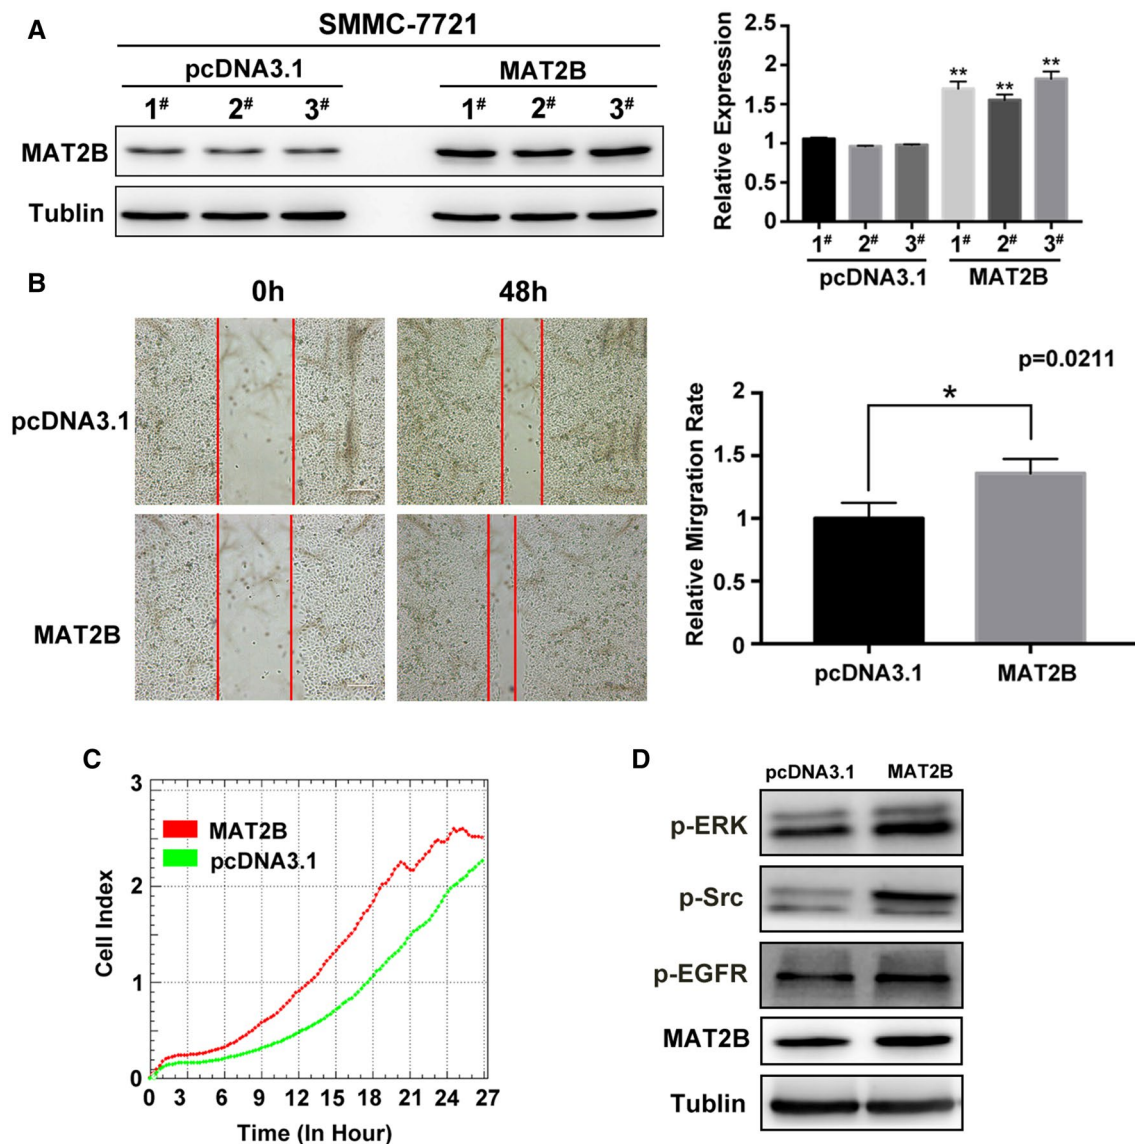 A
SMMC-7721
pcDNA3.1 MAT2B
1# 2# 3# 1# 2# 3#
MAT2B
Tublin
Relative Expression
2.5
2
1.5
1
0.5
0
** ** **
1# 2# 3# 1# 2# 3#
pcDNA3.1 MAT2B
B
0h 48h
pcDNA3.1
MAT2B
p=0.0211
*
Relative Mirgration Rate
2
1.5
1
0.5
0
pcDNA3.1 MAT2B
C
Cell Index
3
2
1
0
MAT2B
pcDNA3.1
0 3 6 9 12 15 18 21 24 27
Time (In Hour)
D
pcDNA3.1 MAT2B
p-ERK
p-Src
p-EGFR
MAT2B
Tublin